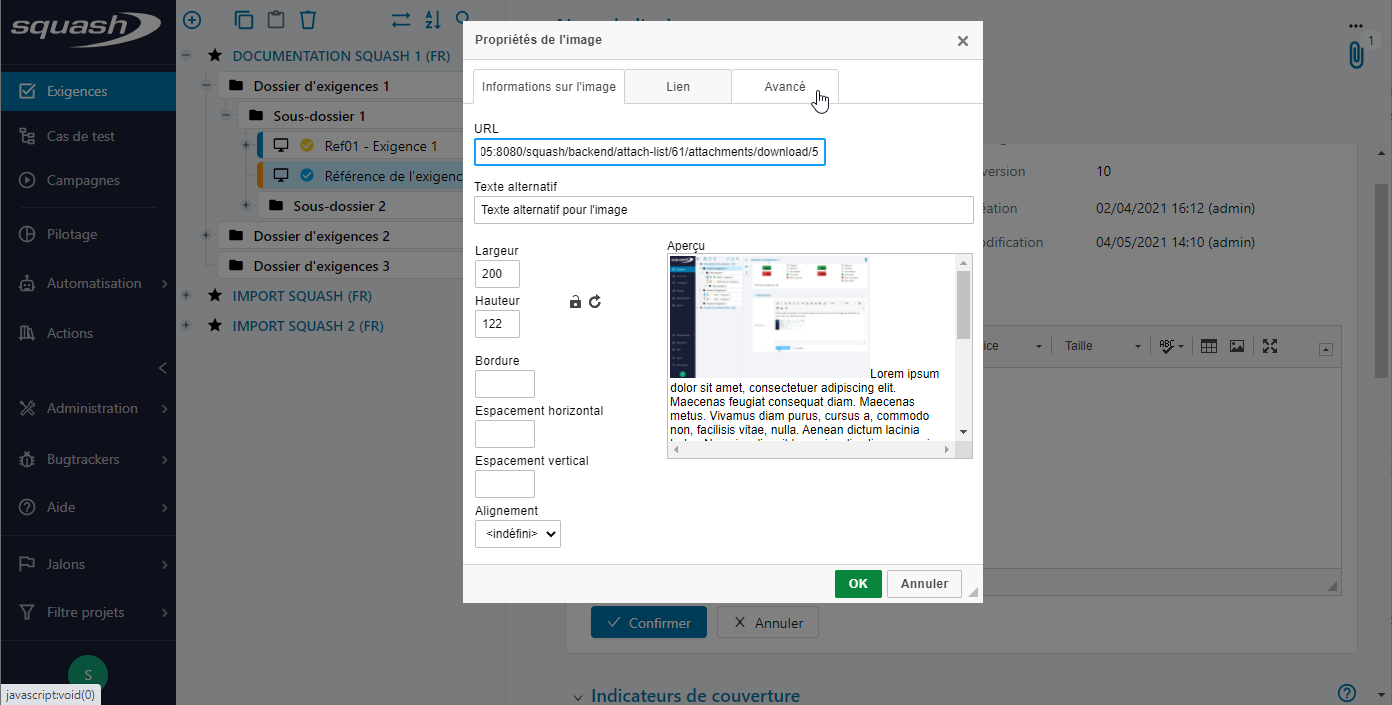 squash
Exigences
Cas de test
Campagnes
Pilotage
Automatisation
Actions
Administration
Bugtrackers
Aide
Jalons
Filtre projets
S
javascript:void(0)
DOCUMENTATION SQUASH 1 (FR)
Dossier d'exigences 1
Sous-dossier 1
Ref01 - Exigence 1
Référence de l'exigenc
Sous-dossier 2
Dossier d'exigences 2
Dossier d'exigences 3
IMPORT SQUASH (FR)
IMPORT SQUASH 2 (FR)
Propriétés de l'image
Informations sur l'image
Lien
Avancé
URL
05:8080/squash/backend/attach-list/61/attachments/download/5
Texte alternatif
Texte alternatif pour l'image
Largeur
200
Hauteur
122
Bordure
Espacement horizontal
Espacement vertical
Alignement
<indéfini>
Aperçu
Lorem ipsum
dolor sit amet, consectetuer adipiscing elit.
Maecenas feugiat consequat diam. Maecenas
metus. Vivamus diam purus, cursus a, commodo
non, facilisis vitae, nulla. Aenean dictum lacinia
OK
Annuler
1
version
10
éation
02/04/2021 16:12 (admin)
odification
04/05/2021 14:10 (admin)
ice
Taille
ABC
Confirmer
Annuler
Indicateurs de couverture